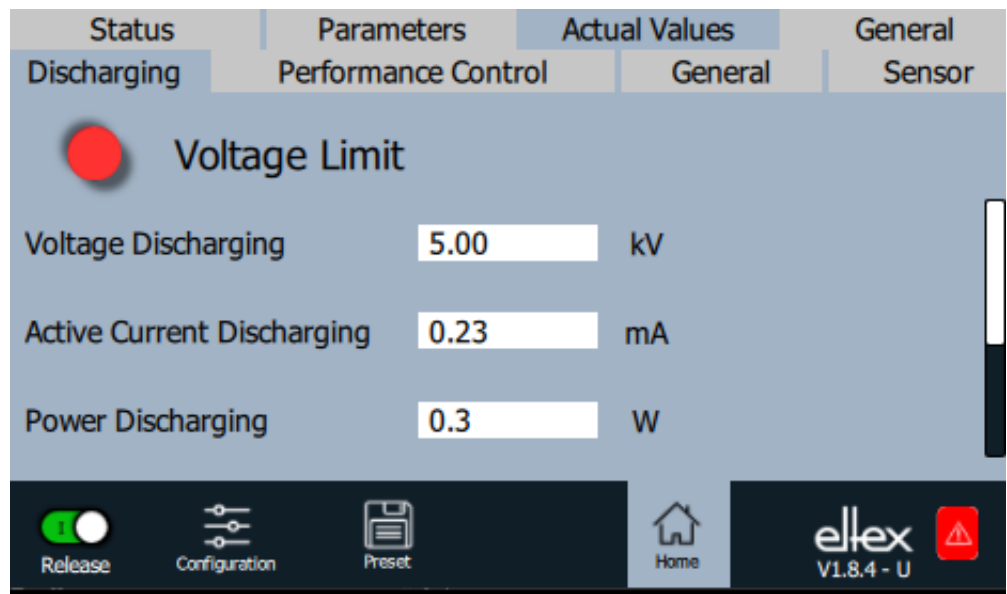 Status Parameters Actual Values General
Discharging Performance Control General Sensor
Voltage Limit
Voltage Discharging 5.00 kV
Active Current Discharging 0.23 mA
Power Discharging 0.3 W
I
Release Configuration Preset Home
eltex
V1.8.4 - U